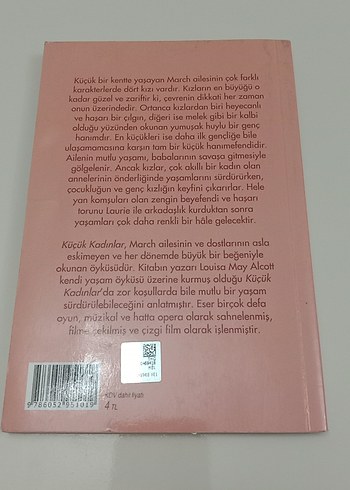 Küçük bir kentte yaşayan March ailesinin çok farklı
karakterlerde dört kızı vardır. Kızların en büyüğü o
kadar güzel ve zariftir ki, çevrenin dikkati her zaman
onun üzerindedir. Ortanca kızlardan biri heyecanlı
ve haşarı bir çılgın, diğeri ise melek gibi bir kalbi
olduğu yüzünden okunan yumuşak huylu bir genç
hanımdır. En küçükleri ise daha ilk gençliğe bile
ulaşamamasına karşın tam bir küçük hanımefendidir.
Ailenin mutlu yaşamı, babalarının savaşa gitmesiyle
gölgelenir. Ancak kızlar, çok akıllı bir kadın olan
annelerinin önderliğinde yaşamlarını sürdürürken,
çocukluğun ve genç kızlığın keyfini çıkarırlar. Hele
yan komşuları olan zengin beyefendi ve haşarı
torunu Laurie ile arkadaşlık kurduktan sonra
yaşamları çok daha renkli bir hâle gelecektir.
Küçük Kadınlar, March ailesinin ve dostlarının asla
eskimeyen ve her dönemde büyük bir beğeniyle
okunan öyküsüdür. Kitabın yazarı Louisa May Alcott
kendi yaşam öyküsü üzerine kurmuş olduğu Küçük
Kadınlar'da zor koşullarda bile mutlu bir yaşam
sürdürülebileceğini anlatmıştır. Eser birçok defa
oyun, müzikal ve hatta opera olarak sahnelenmiş,
filme çekilmiş ve çizgi film olarak işlenmiştir.
KDV dahil fiyatı
4 TL
9786052951019